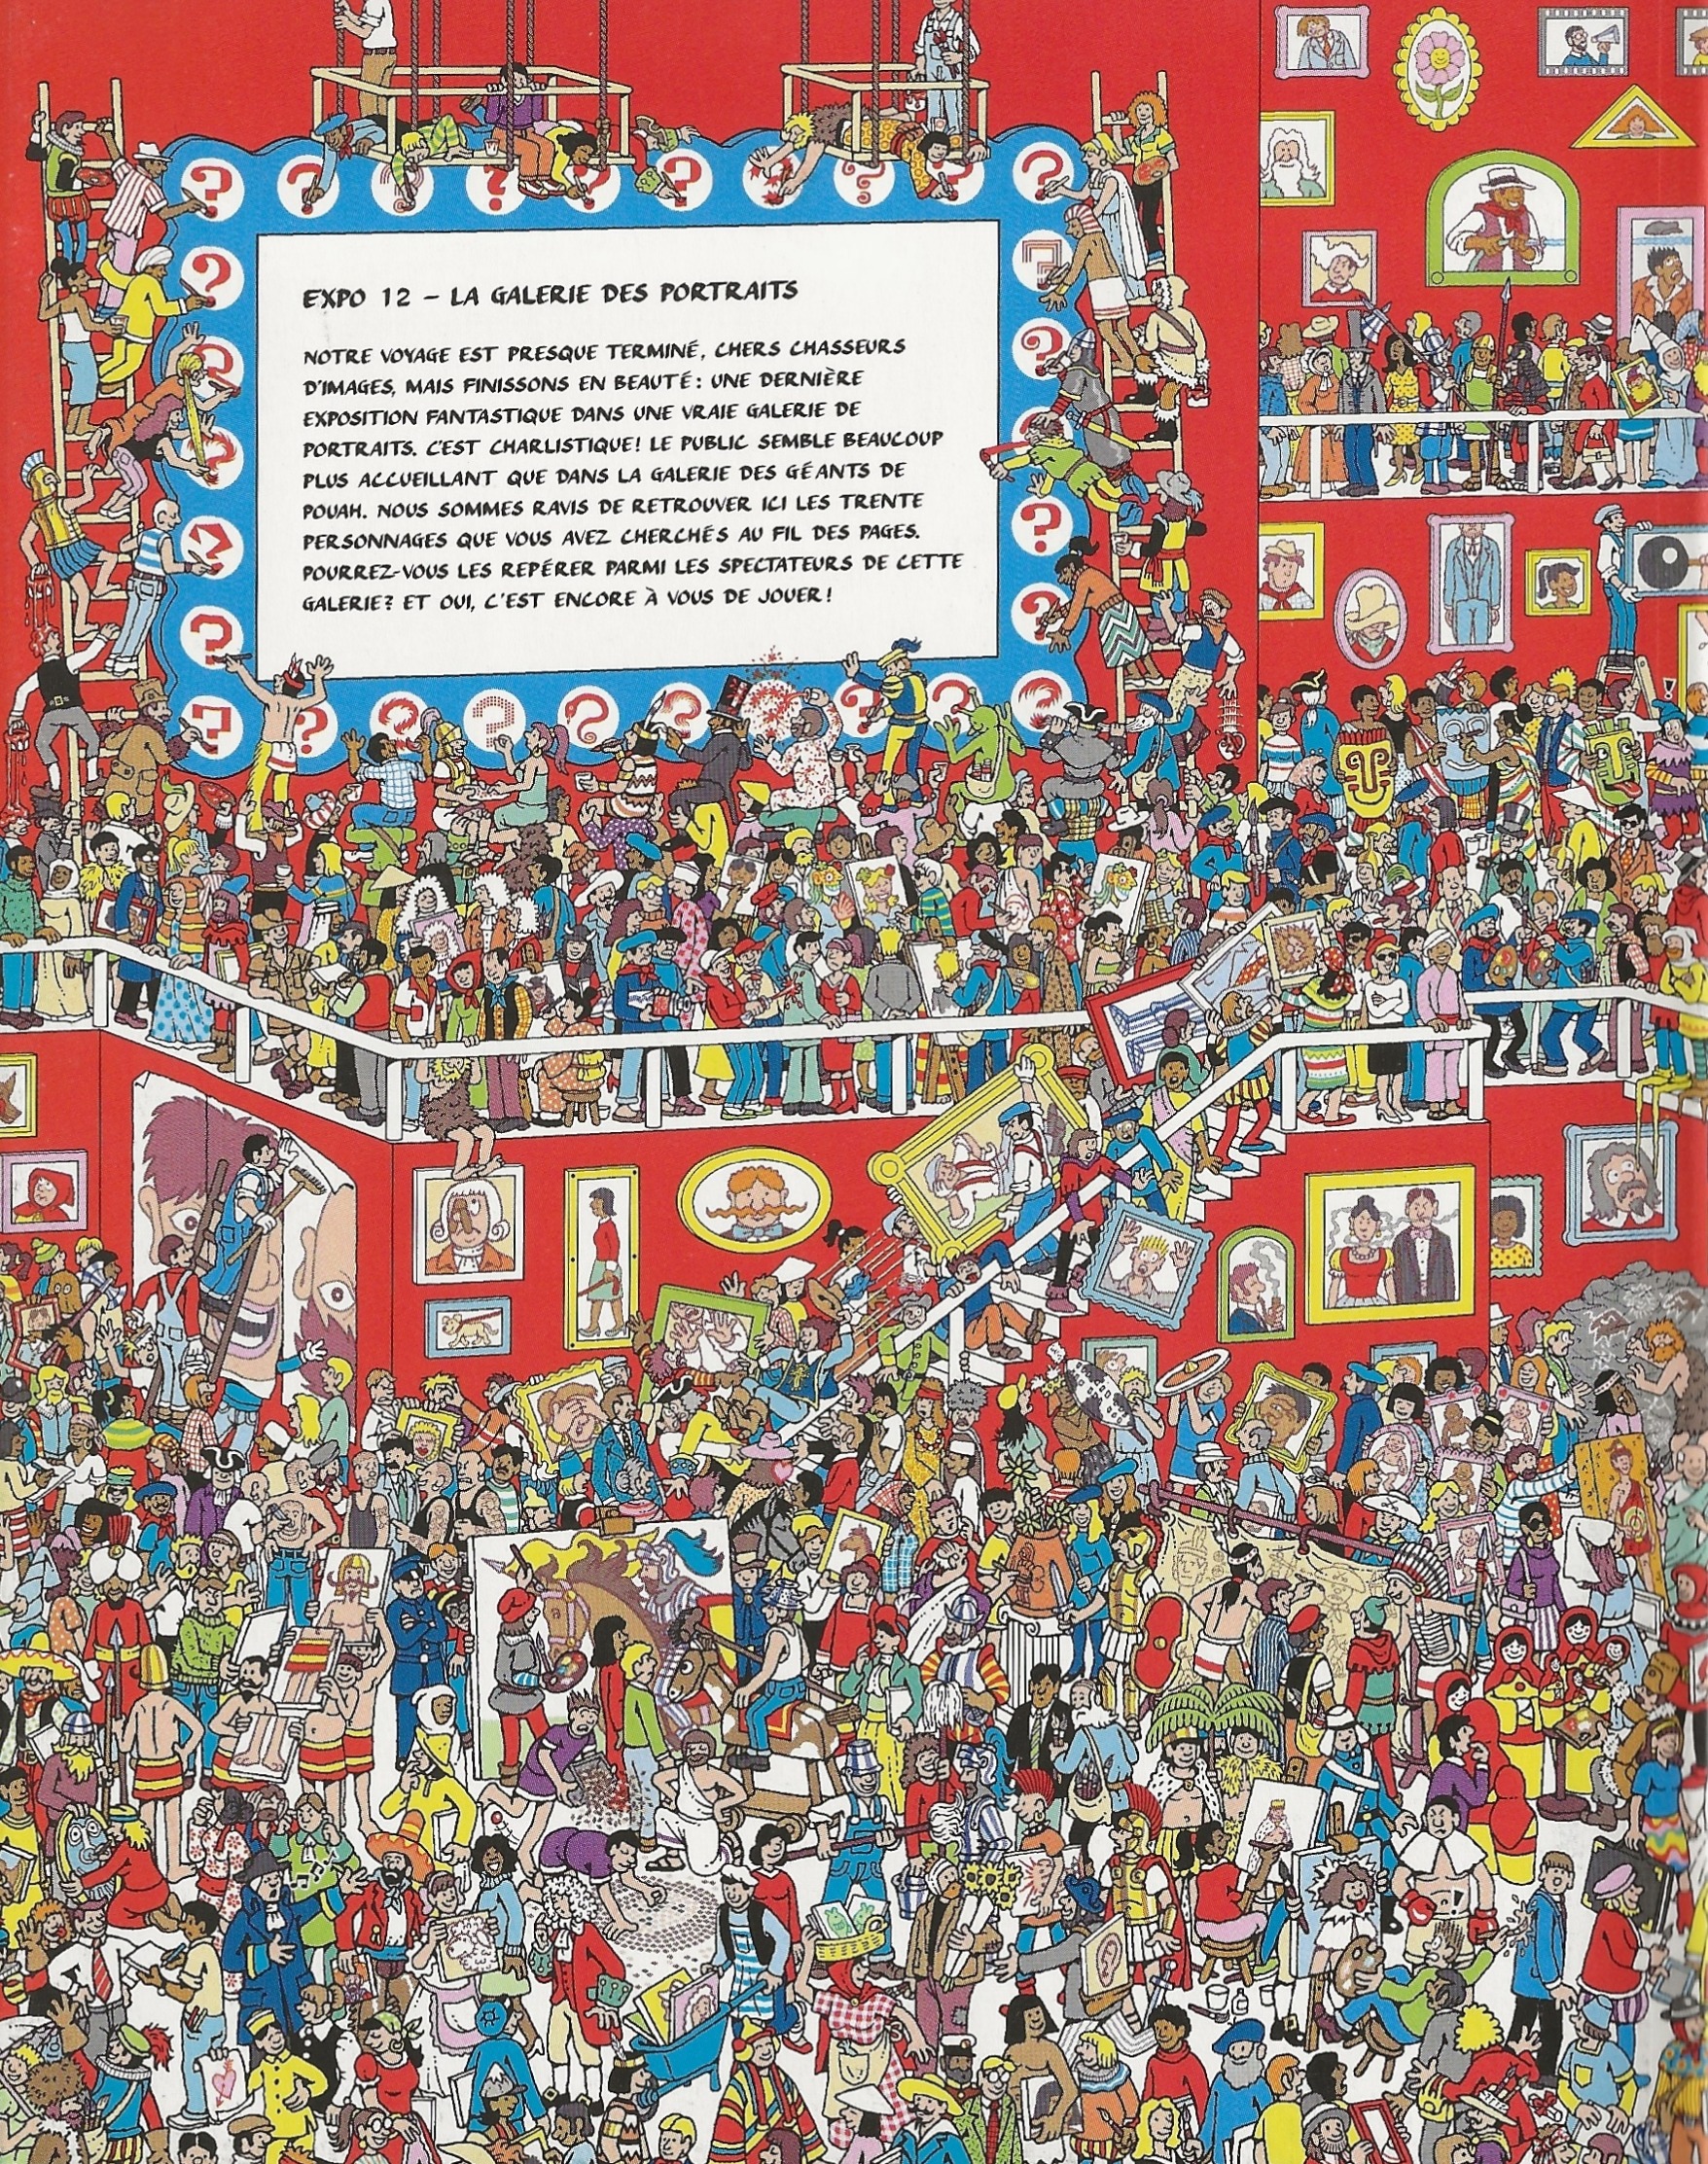 EXPO 12 – LA GALERIE DES PORTRAITS
NOTRE VOYAGE EST PRESQUE TERMINÉ, CHERS CHASSEURS
D'IMAGES, MAIS FINISSONS EN BEAUTÉ : UNE DERNIÈRE
EXPOSITION FANTASTIQUE DANS UNE VRAIE GALERIE DE
PORTRAITS. C'EST CHARLISTIQUE! LE PUBLIC SEMBLE BEAUCOUP
PLUS ACCUEILLANT QUE DANS LA GALERIE DES GÉANTS DE
POUAH. NOUS SOMMES RAVIS DE RETROUVER ICI LES TRENTE
PERSONNAGES QUE VOUS AVEZ CHERCHÉS AU FIL DES PAGES.
POURREZ-VOUS LES REPÉRER PARMI LES SPECTATEURS DE CETTE
GALERIE? ET OUI, C'EST ENCORE À VOUS DE JOUER!